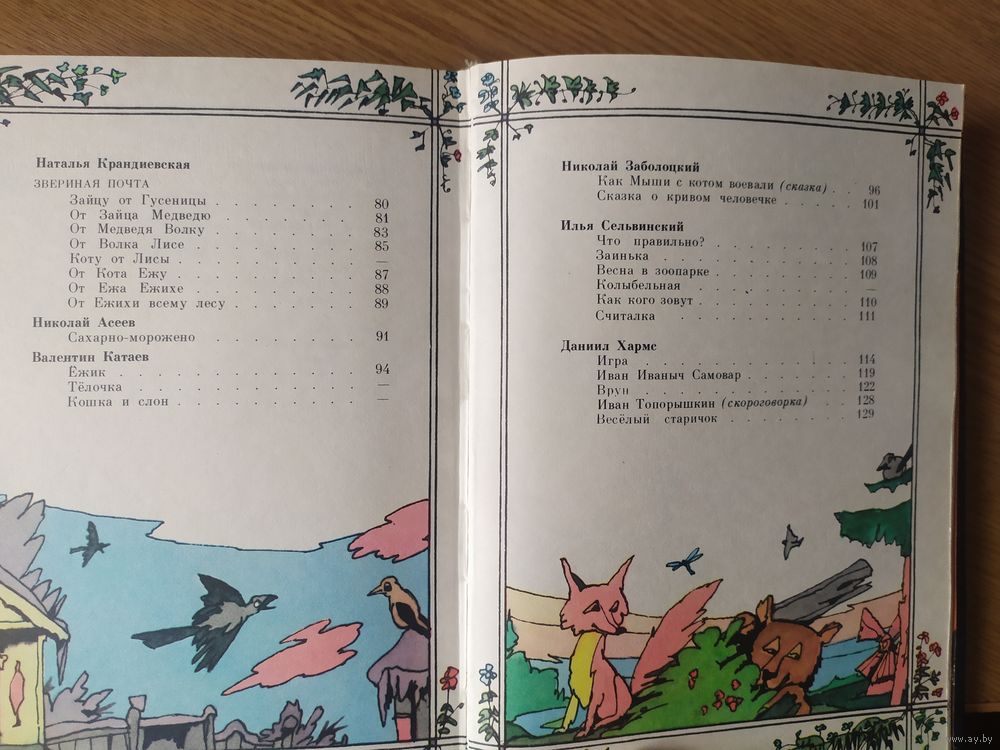 Наталья Крандиевская
ЗВЕРИНАЯ ПОЧТА
Зайцу от Гусеницы . . . . . . . . . . 80
От Зайца Медведю . . . . . . . . . . 81
От Медведя Волку . . . . . . . . . . 83
От Волка Лисе . . . . . . . . . . . 85
Коту от Лисы . . . . . . . . . . . —
От Кота Ежу . . . . . . . . . . . . 87
От Ежа Ежихе . . . . . . . . . . . 88
От Ежихи всему лесу . . . . . . . . . 89
Николай Асеев
Сахарно-морожено . . . . . . . . . . 91
Валентин Катаев
Ежик . . . . . . . . . . . . . . 94
Тёлочка . . . . . . . . . . . . . —
Кошка и слон . . . . . . . . . . . —
Николай Заболоцкий
Как Мыши с котом воевали (сказка) . . 96
Сказка о кривом человечке . . . . . 101
Илья Сельвинский
Что правильно? . . . . . . . . . 107
Заинька . . . . . . . . . . . . 108
Весна в зоопарке . . . . . . . . . 109
Колыбельная . . . . . . . . . . —
Как кого зовут . . . . . . . . . . 110
Считалка . . . . . . . . . . . 111
Даниил Хармс
Игра . . . . . . . . . . . . . 114
Иван Иваныч Самовар . . . . . . . 119
Врун . . . . . . . . . . . . . 122
Иван Топорышкин (скороговорка) . . . 128
Весёлый старичок . . . . . . . . 129
www.ay.by